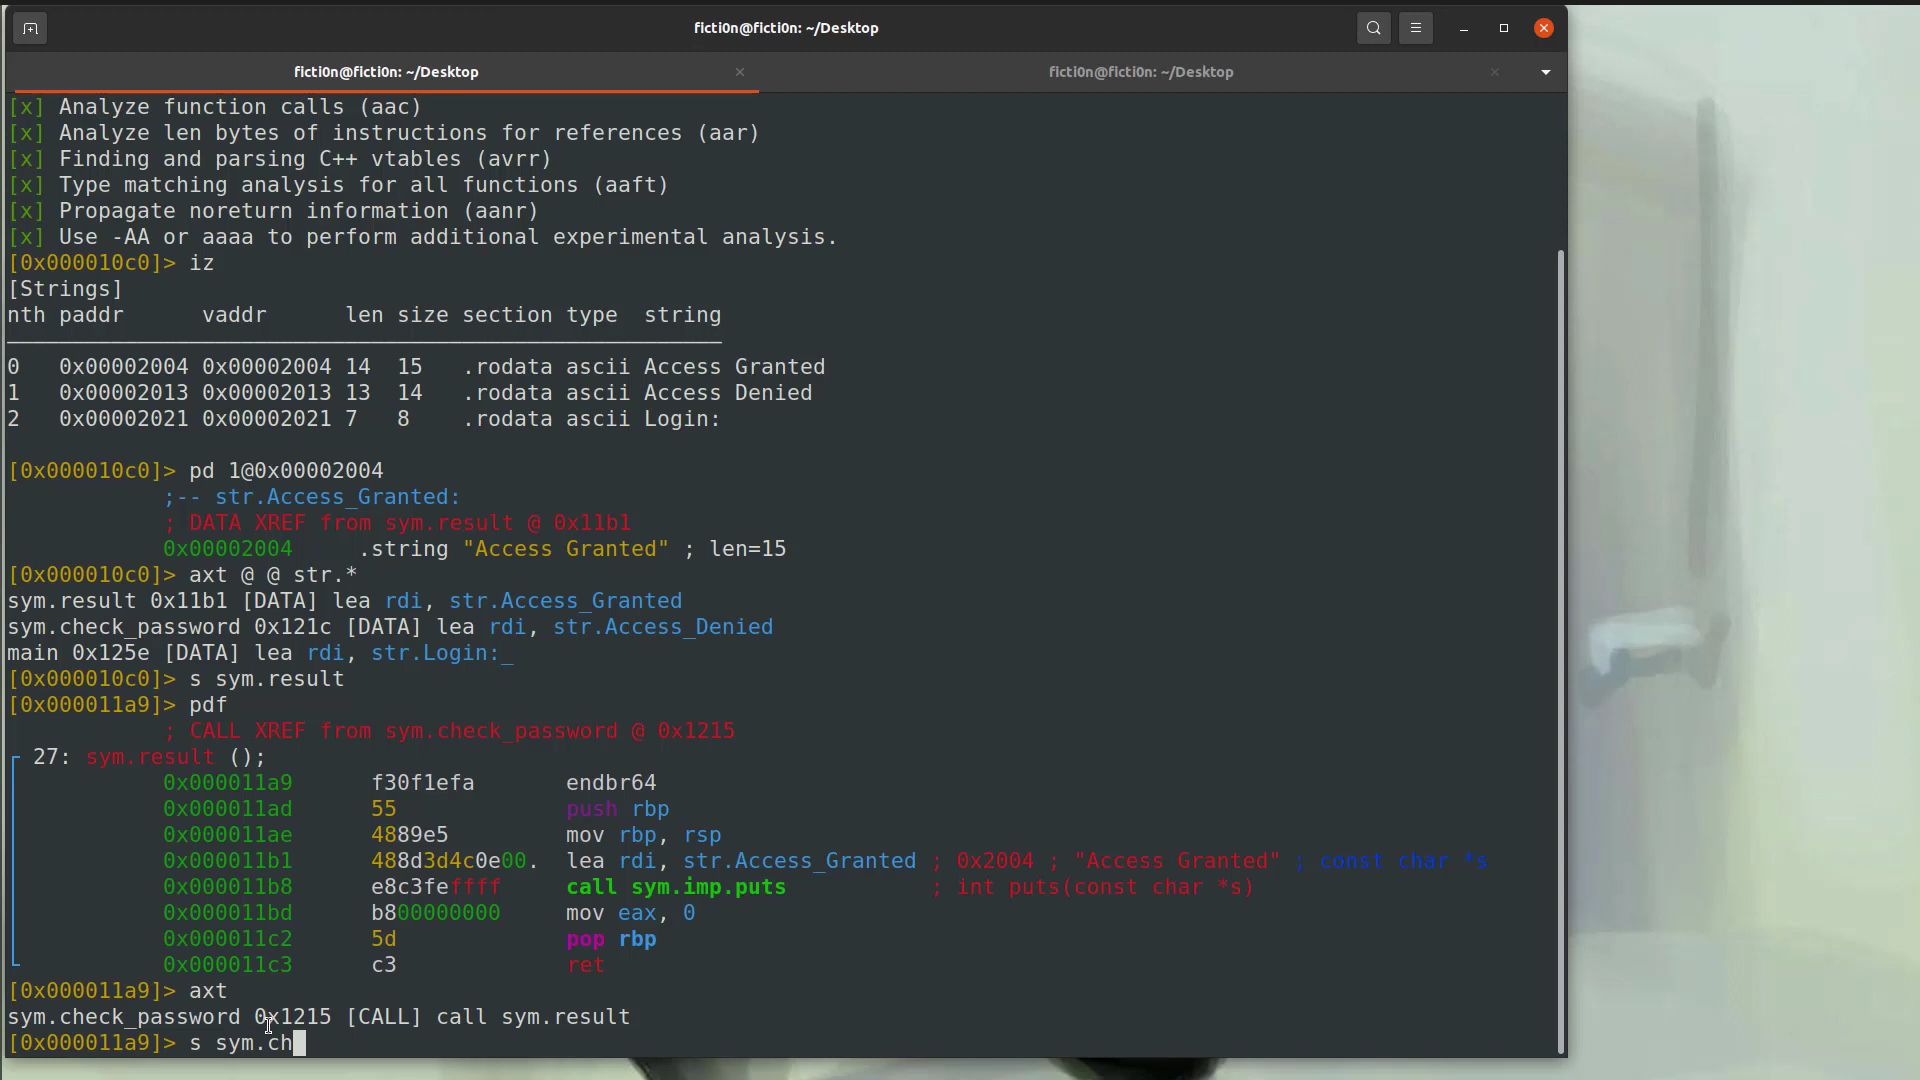 ficti0n@ficti0n: ~/Desktop
ficti0n@ficti0n: ~/Desktop
ficti0n@ficti0n: ~/Desktop
[x] Analyze function calls (aac)
[x] Analyze len bytes of instructions for references (aar)
[x] Finding and parsing C++ vtables (avrr)
[x] Type matching analysis for all functions (aaft)
[x] Propagate noreturn information (aanr)
[x] Use -AA or aaaa to perform additional experimental analysis.
[0x000010c0]> iz
[Strings]
nth paddr      vaddr      len size section type  string
0   0x00002004 0x00002004 14  15   .rodata ascii Access Granted
1   0x00002013 0x00002013 13  14   .rodata ascii Access Denied
2   0x00002021 0x00002021 7   8    .rodata ascii Login:
[0x000010c0]> pd 1@0x00002004
;-- str.Access_Granted:
; DATA XREF from sym.result @ 0x11b1
0x00002004     .string "Access Granted" ; len=15
[0x000010c0]> axt @ @ str.*
sym.result 0x11b1 [DATA] lea rdi, str.Access_Granted
sym.check_password 0x121c [DATA] lea rdi, str.Access_Denied
main 0x125e [DATA] lea rdi, str.Login:_
[0x000010c0]> s sym.result
[0x000011a9]> pdf
; CALL XREF from sym.check_password @ 0x1215
27: sym.result ();
0x000011a9      f30f1efa       endbr64
0x000011ad      55             push rbp
0x000011ae      4889e5         mov rbp, rsp
0x000011b1      488d3d4c0e00.  lea rdi, str.Access_Granted ; 0x2004 ; "Access Granted" ; const char *s
0x000011b8      e8c3feffff     call sym.imp.puts           ; int puts(const char *s)
0x000011bd      b800000000     mov eax, 0
0x000011c2      5d             pop rbp
0x000011c3      c3             ret
[0x000011a9]> axt
sym.check_password 0x1215 [CALL] call sym.result
[0x000011a9]> s sym.ch